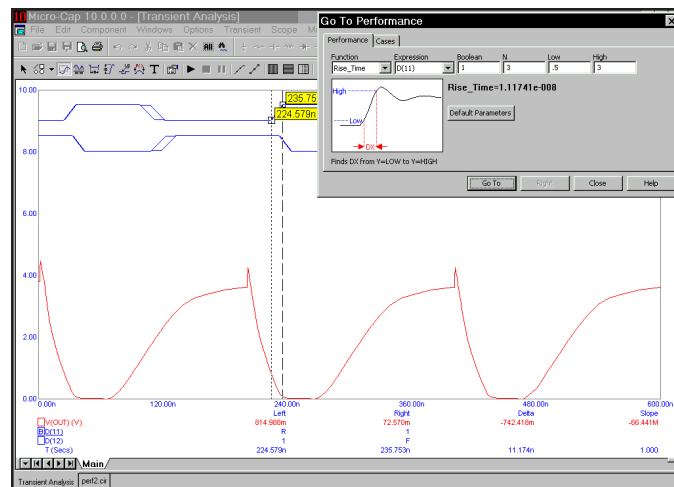 Micro-Cap 10.0.0.0 - [Transient Analysis]
File Edit Component Windows Options Transient Scope
Go To Performance
Performance Cases
Function Expression Boolean N Low High
Rise_Time D(11) 1 3 .5 3
High
Low
DX
Rise_Time=1.11741e-008
Default Parameters
Finds DX from Y=LOW to Y=HIGH
Go To Right Close Help
10.00
8.00
6.00
4.00
2.00
0.00
235.75
224.579n
0.00n 120.00n 240.00n 360.00n 480.00n 600.00n
Left Right Delta Slope
V(OUT) (V) 814.988m 72.570m -742.418m -66.441M
D(11) R 1
D(12) 1 F
T (Secs) 224.579n 235.753n 11.174n 1.000
Main
Transient Analysis perf2.cir